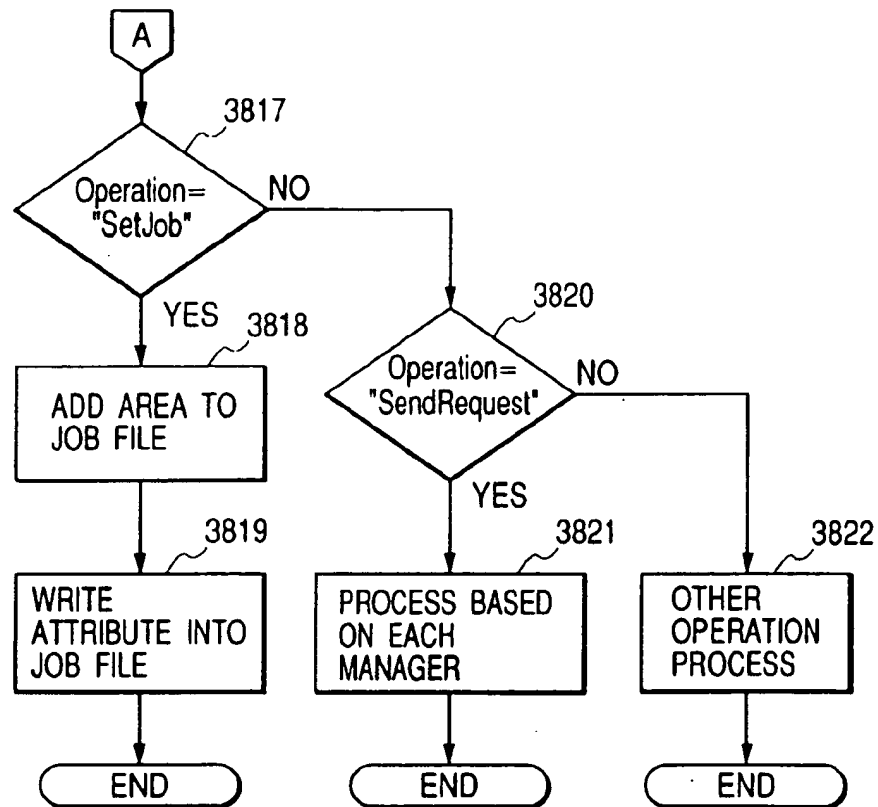 A
3817
Operation=
"SetJob"
NO
YES
3818
ADD AREA TO
JOB FILE
3819
WRITE
ATTRIBUTE INTO
JOB FILE
END
3820
Operation=
"SendRequest"
NO
YES
3821
PROCESS BASED
ON EACH
MANAGER
END
3822
OTHER
OPERATION
PROCESS
END